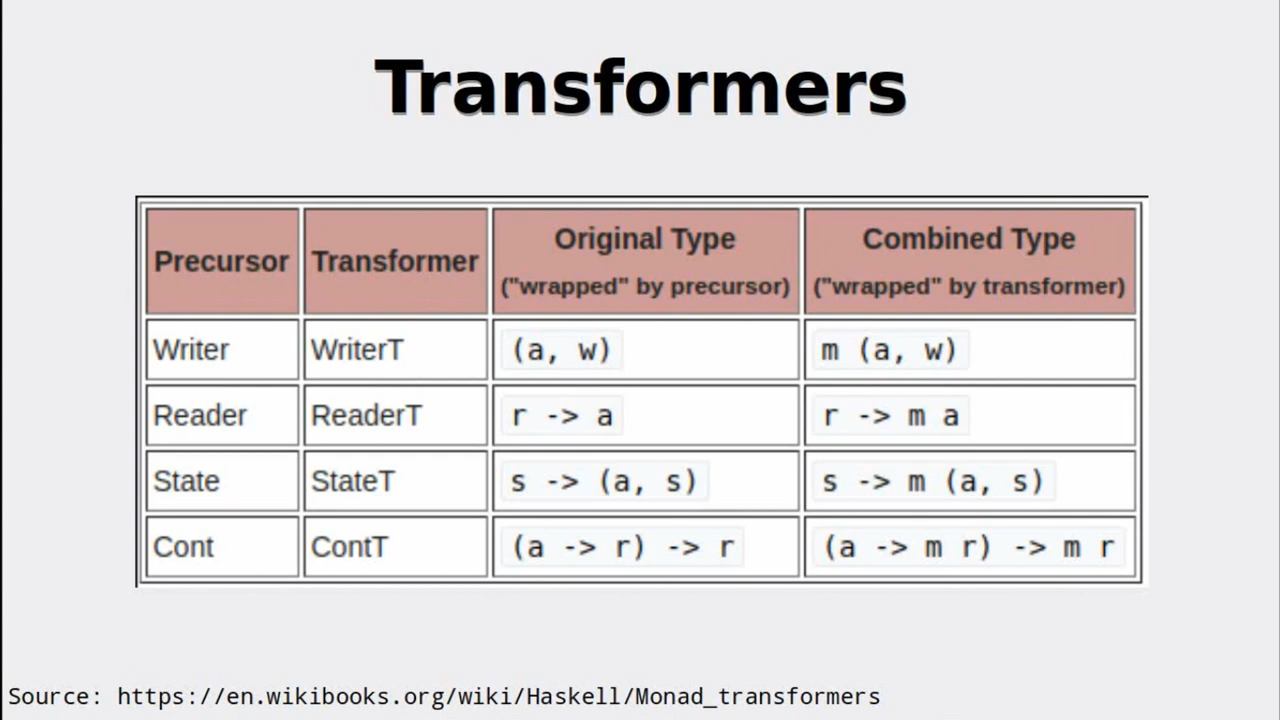 Transformers
Precursor Transformer Original Type Combined Type
("wrapped" by precursor) ("wrapped" by transformer)
Writer WriterT (a, w) m (a, w)
Reader ReaderT r -> a r -> m a
State StateT s -> (a, s) s -> m (a, s)
Cont ContT (a -> r) -> r (a -> m r) -> m r
Source: https://en.wikibooks.org/wiki/Haskell/Monad_transformers